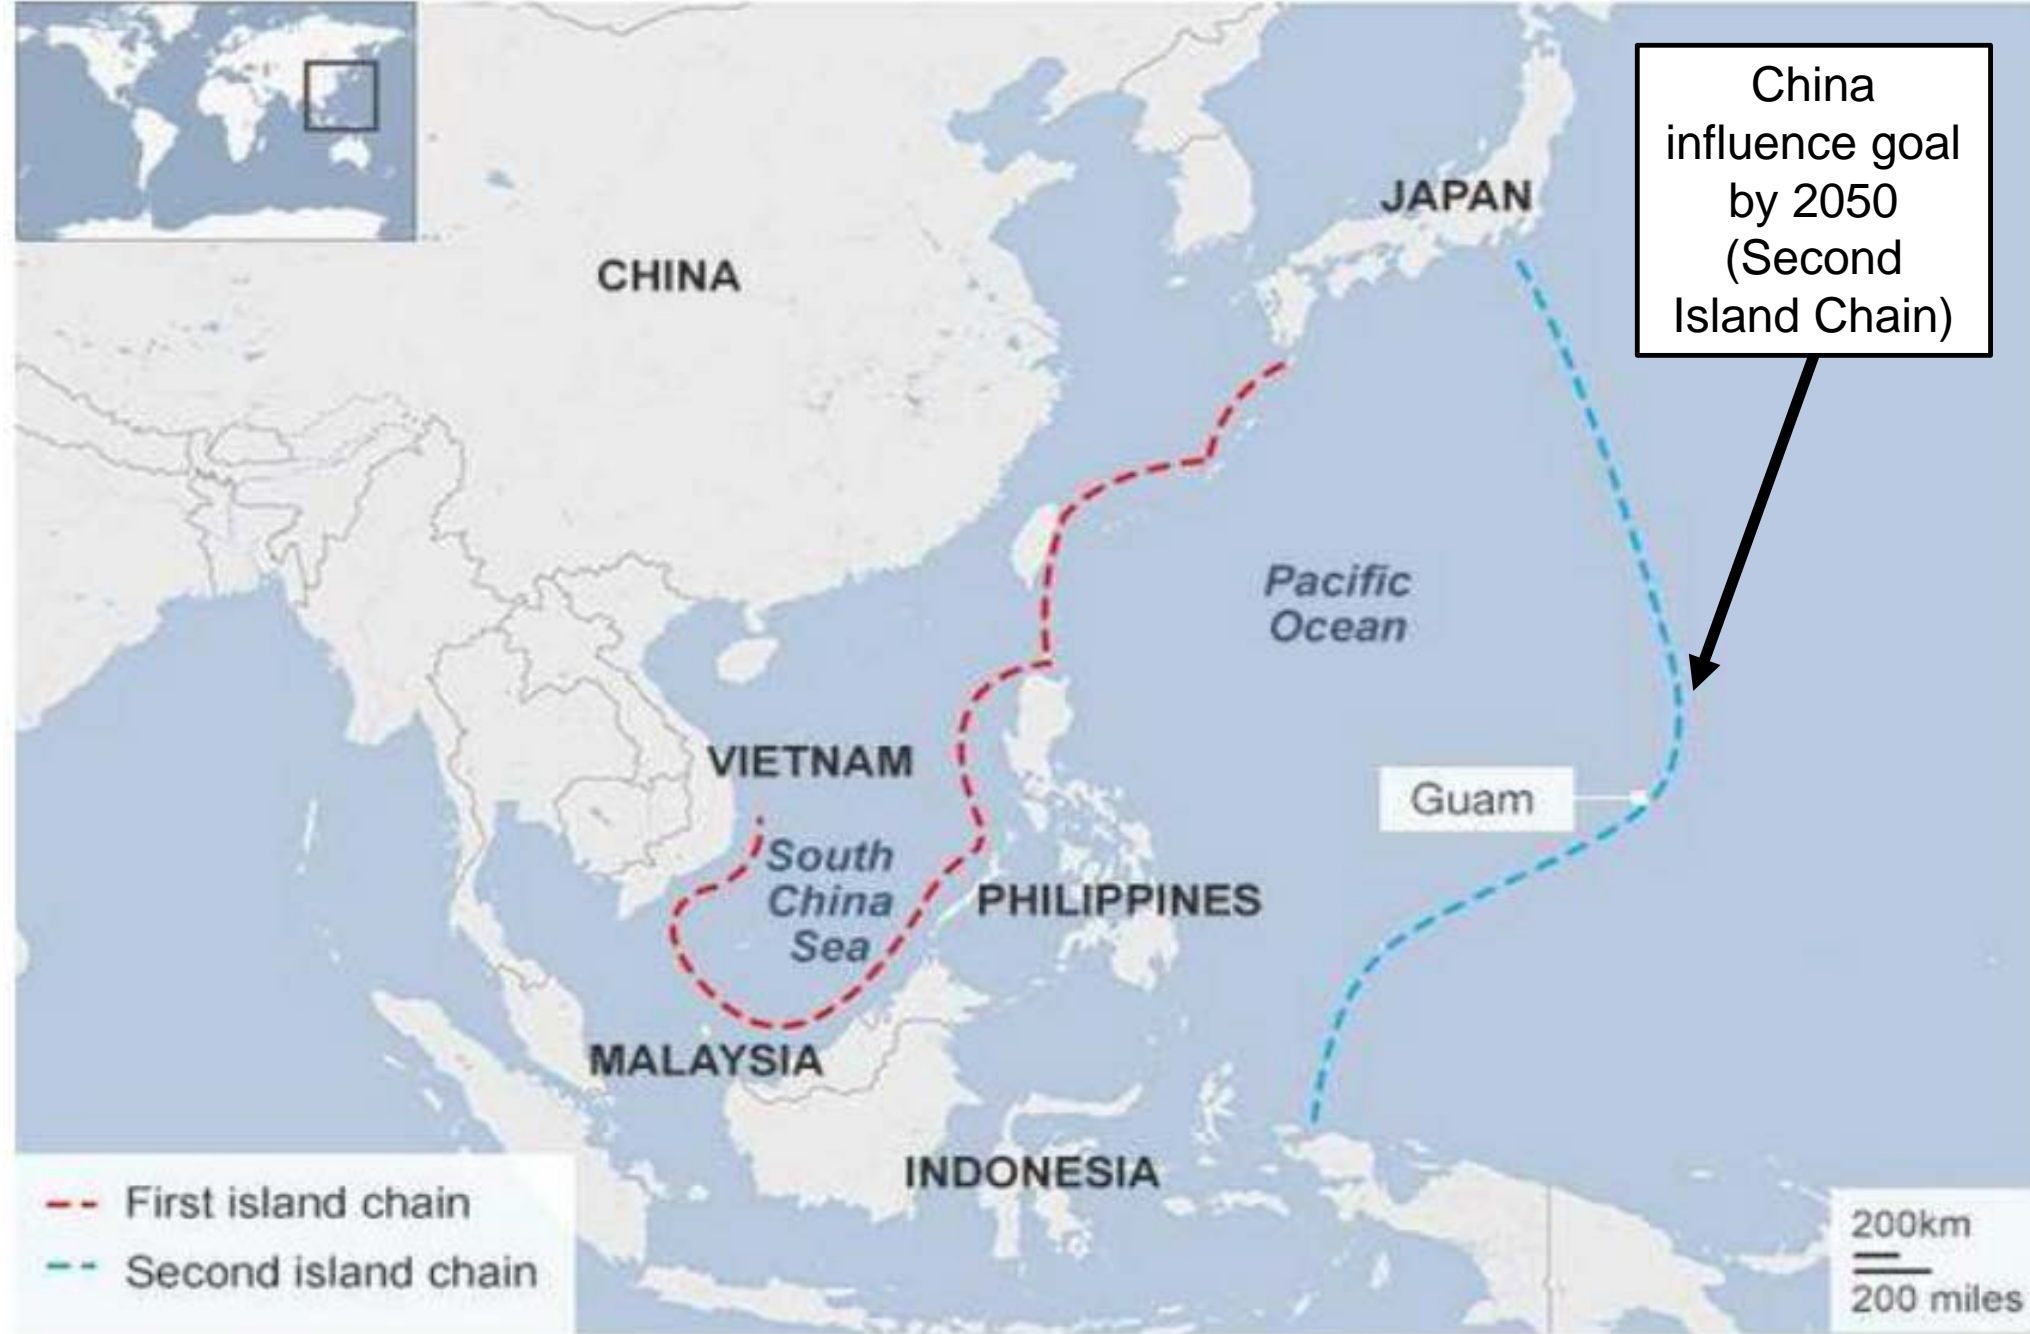 China
influence goal
by 2050
(Second
Island Chain)
JAPAN
CHINA
Pacific
Ocean
VIETNAM
Guam
South
China
Sea
PHILIPPINES
MALAYSIA
INDONESIA
First island chain
Second island chain
200km
200 miles